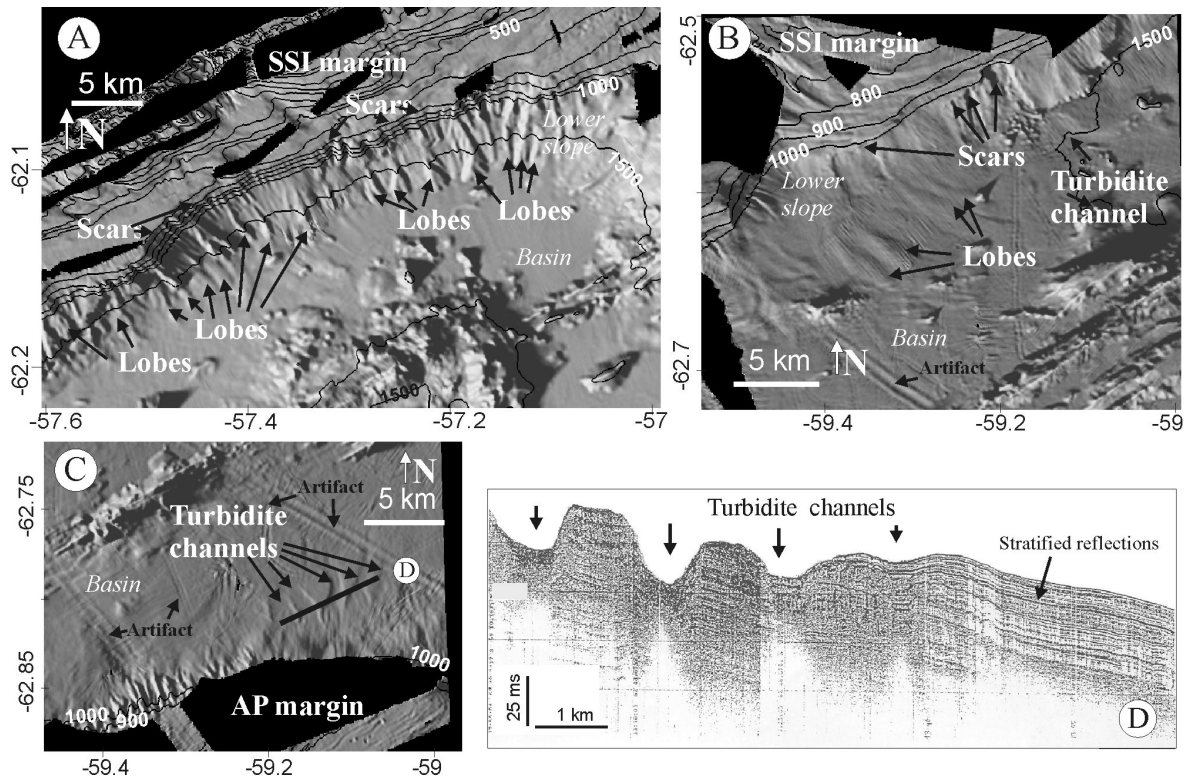 A
SSI margin
500
5 km
Scars
1000
N
Lower
slope
1500
-62.1
Scars
Lobes
Lobes
Basin
Lobes
-62.2
Lobes
1500
-57.6
-57.4
-57.2
-57
B
-62.5
SSI margin
1500
800
900
1000
Scars
Lower
slope
Turbidite
channel
Lobes
Basin
N
-62.7
5 km
Artifact
-59.4
-59.2
-59
C
N
-62.75
Artifact
5 km
Turbidite
channels
D
Basin
Artifact
-62.85
1000
AP margin
1000
900
-59.4
-59.2
-59
Turbidite channels
Stratified reflections
25 ms
1 km
D